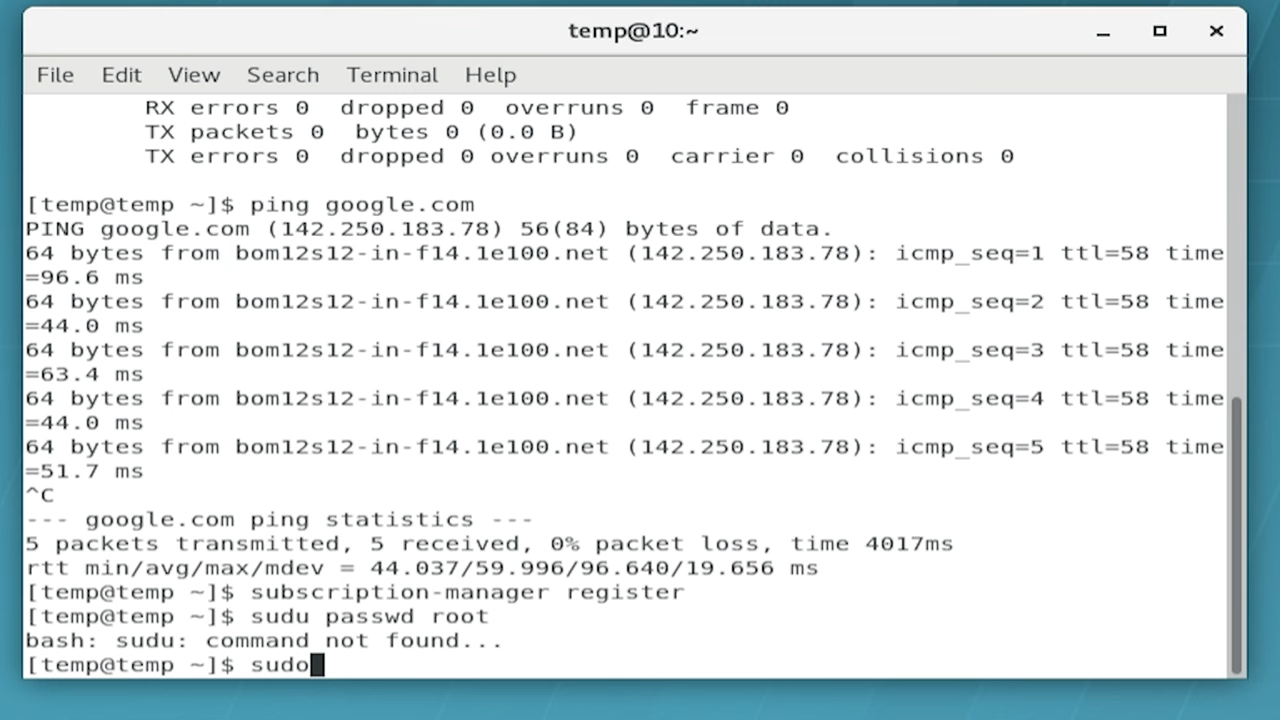 temp@10:~
File Edit View Search Terminal Help
RX errors 0 dropped 0 overruns 0 frame 0
TX packets 0 bytes 0 (0.0 B)
TX errors 0 dropped 0 overruns 0 carrier 0 collisions 0
[temp@temp ~]$ ping google.com
PING google.com (142.250.183.78) 56(84) bytes of data.
64 bytes from bom12s12-in-f14.1e100.net (142.250.183.78): icmp_seq=1 ttl=58 time
=96.6 ms
64 bytes from bom12s12-in-f14.1e100.net (142.250.183.78): icmp_seq=2 ttl=58 time
=44.0 ms
64 bytes from bom12s12-in-f14.1e100.net (142.250.183.78): icmp_seq=3 ttl=58 time
=63.4 ms
64 bytes from bom12s12-in-f14.1e100.net (142.250.183.78): icmp_seq=4 ttl=58 time
=44.0 ms
64 bytes from bom12s12-in-f14.1e100.net (142.250.183.78): icmp_seq=5 ttl=58 time
=51.7 ms
^C
--- google.com ping statistics ---
5 packets transmitted, 5 received, 0% packet loss, time 4017ms
rtt min/avg/max/mdev = 44.037/59.996/96.640/19.656 ms
[temp@temp ~]$ subscription-manager register
[temp@temp ~]$ sudu passwd root
bash: sudu: command not found...
[temp@temp ~]$ sudo